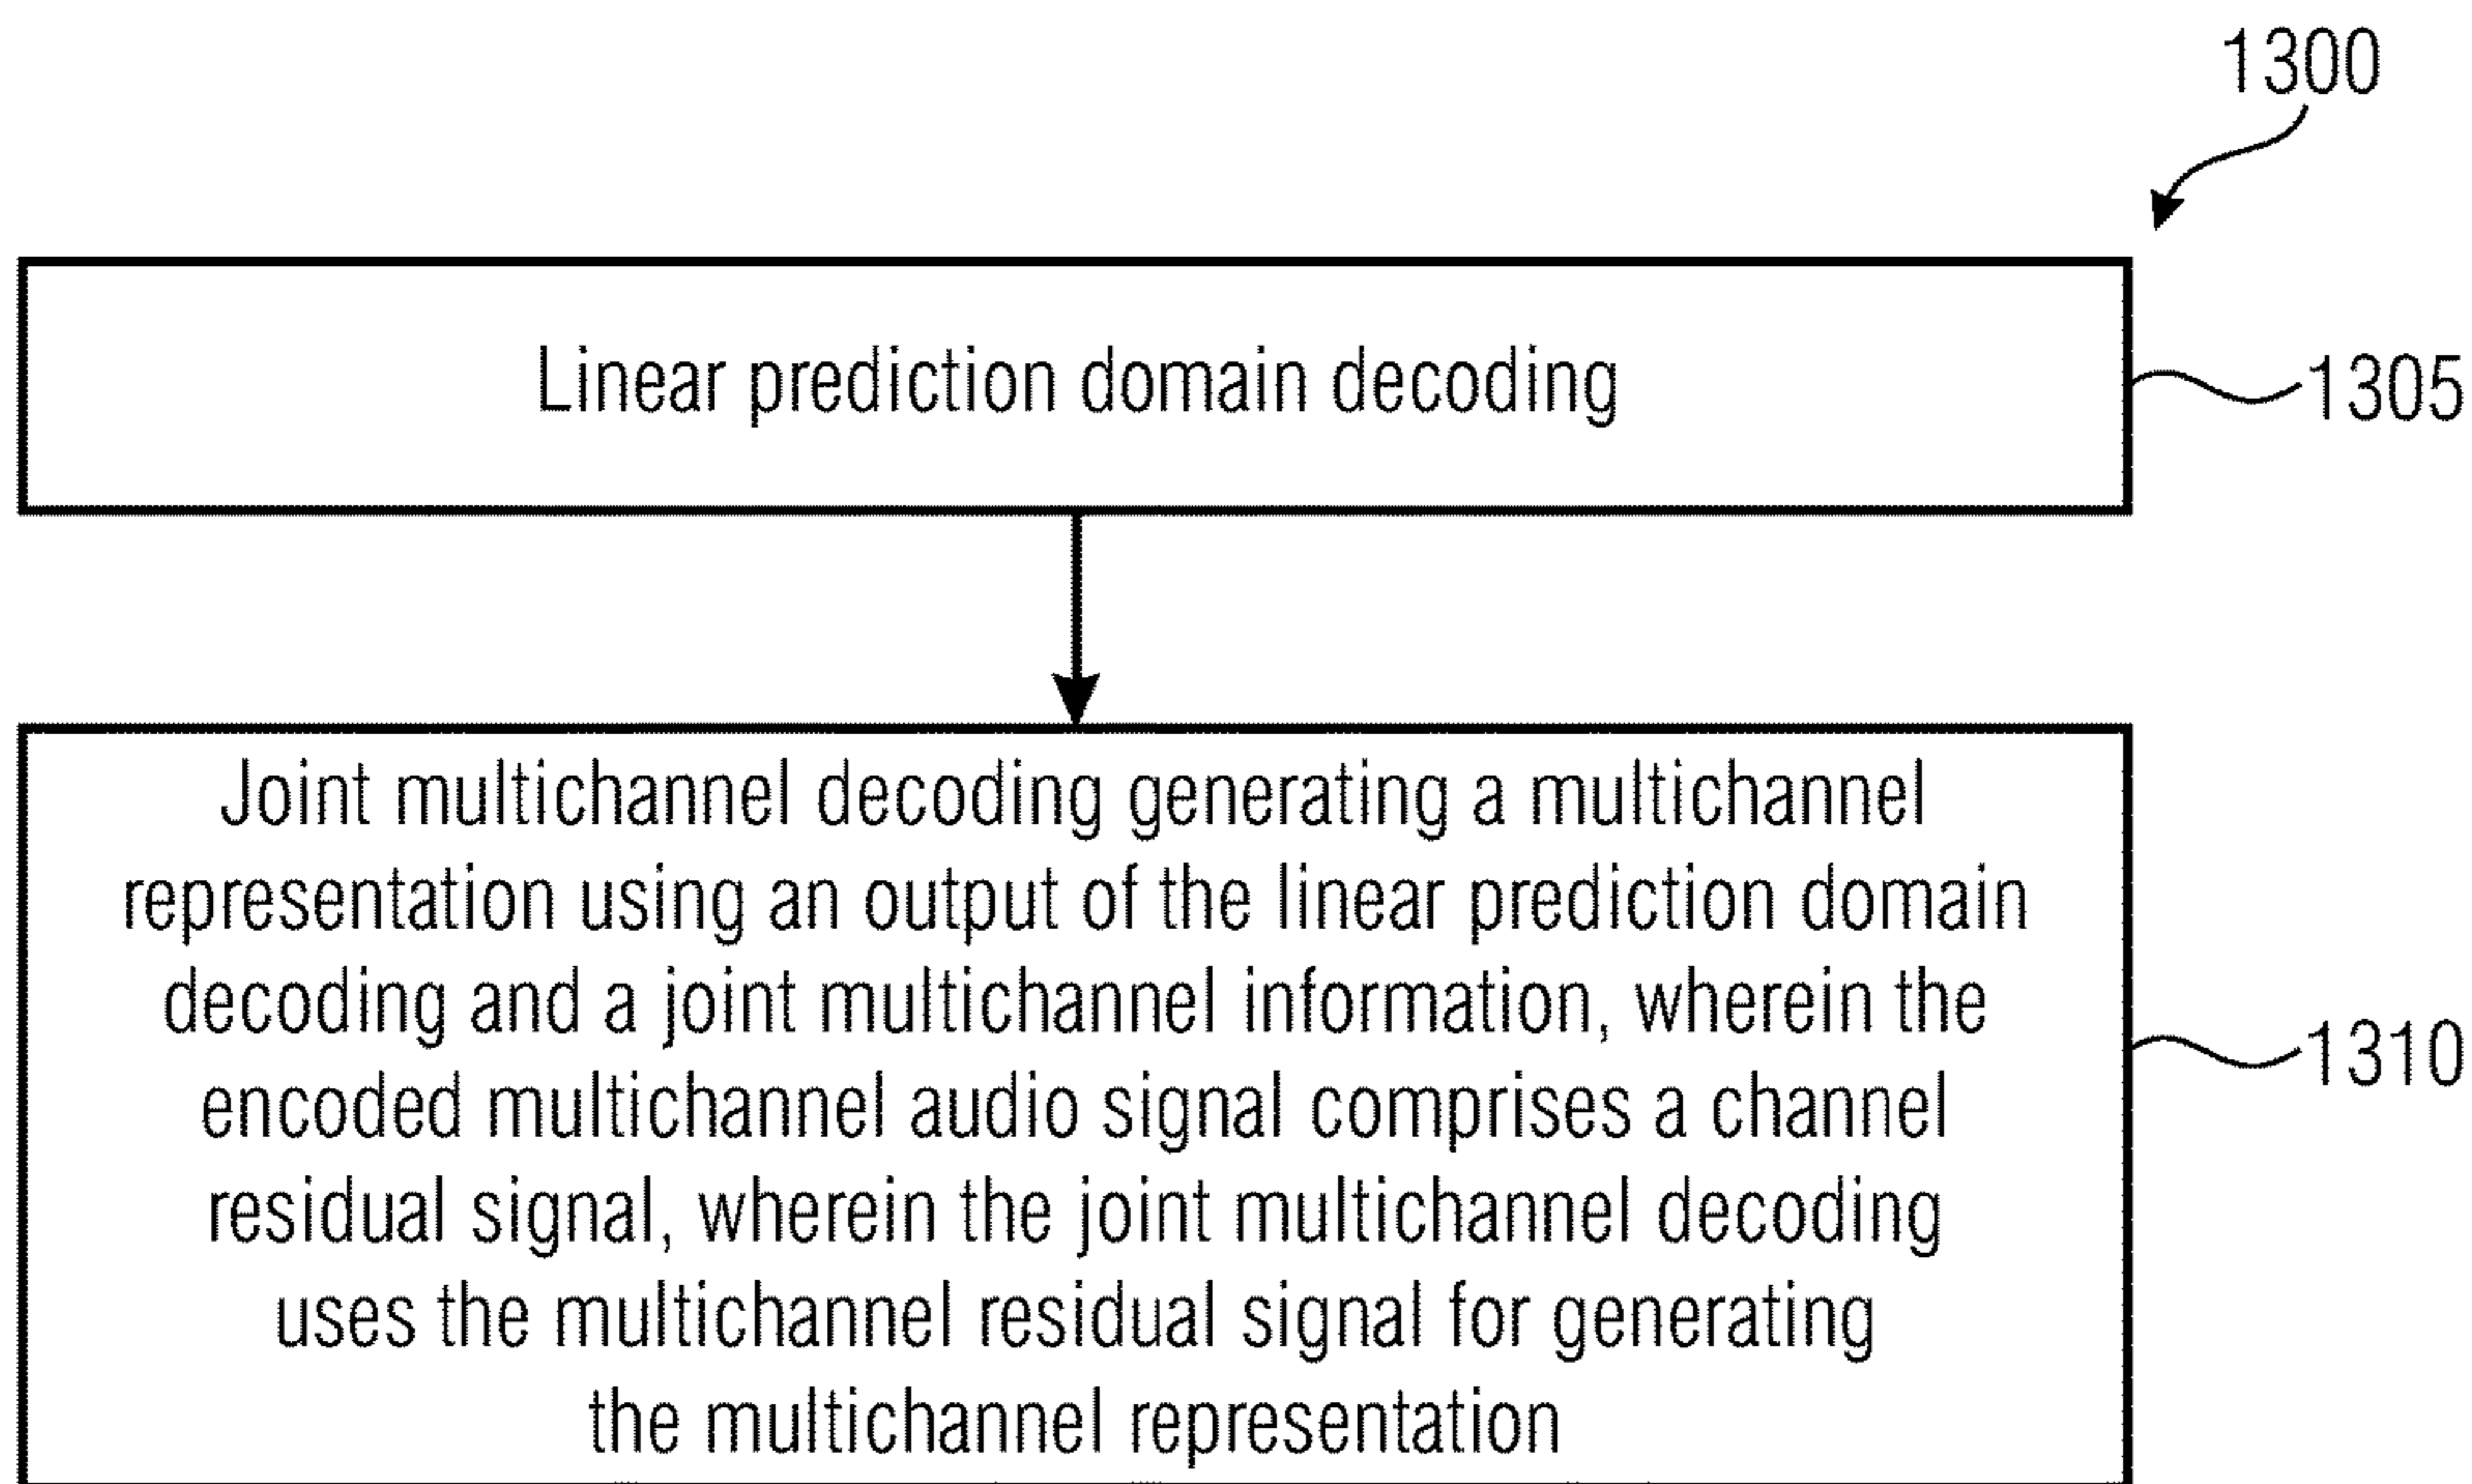 1300
Linear prediction domain decoding
1305
Joint multichannel decoding generating a multichannel
representation using an output of the linear prediction domain
decoding and a joint multichannel information, wherein the
encoded multichannel audio signal comprises a channel
residual signal, wherein the joint multichannel decoding
uses the multichannel residual signal for generating
the multichannel representation
1310